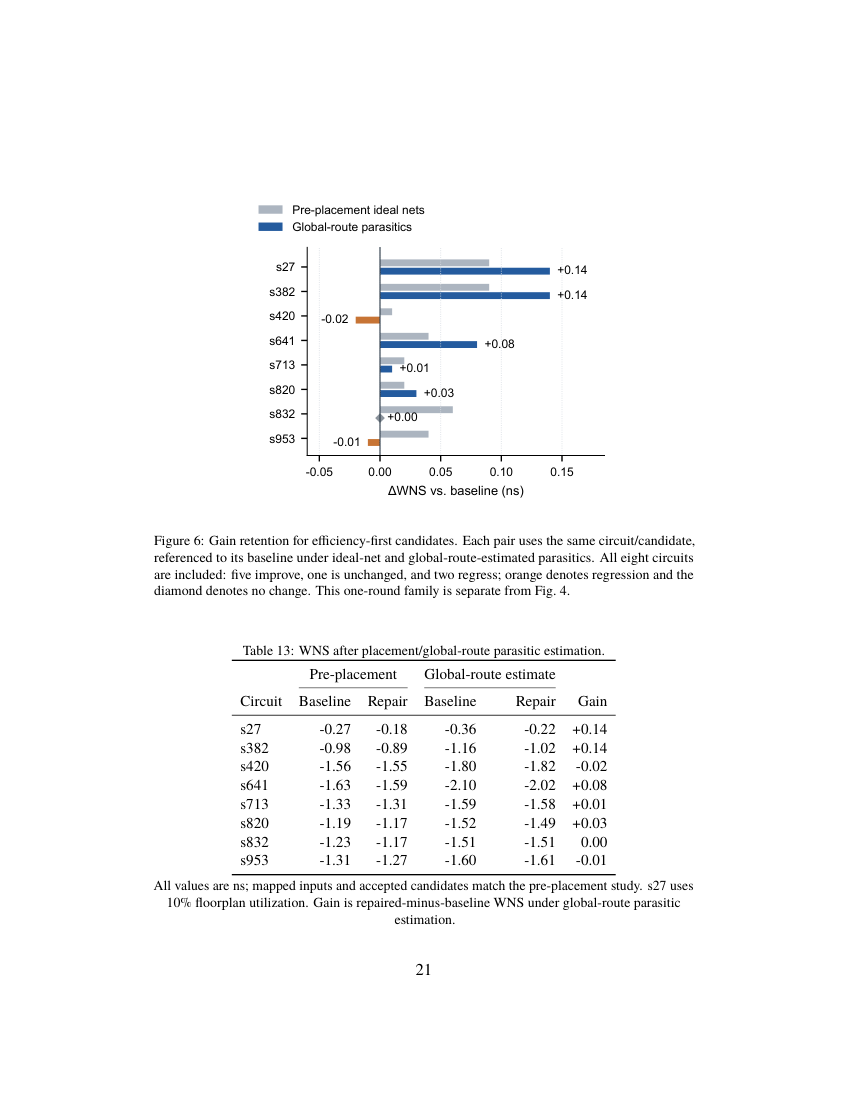 Pre-placement ideal nets
Global-route parasitics
s27
+0.14
s382
+0.14
s420
-0.02
s641
+0.08
s713
+0.01
s820
+0.03
s832
+0.00
s953
-0.01
-0.05 0.00 0.05 0.10 0.15
ΔWNS vs. baseline (ns)
Figure 6: Gain retention for efficiency-first candidates. Each pair uses the same circuit/candidate,
referenced to its baseline under ideal-net and global-route-estimated parasitics. All eight circuits
are included: five improve, one is unchanged, and two regress; orange denotes regression and the
diamond denotes no change. This one-round family is separate from Fig. 4.
Table 13: WNS after placement/global-route parasitic estimation.
Pre-placement Global-route estimate
Circuit Baseline Repair Baseline Repair Gain
s27 -0.27 -0.18 -0.36 -0.22 +0.14
s382 -0.98 -0.89 -1.16 -1.02 +0.14
s420 -1.56 -1.55 -1.80 -1.82 -0.02
s641 -1.63 -1.59 -2.10 -2.02 +0.08
s713 -1.33 -1.31 -1.59 -1.58 +0.01
s820 -1.19 -1.17 -1.52 -1.49 +0.03
s832 -1.23 -1.17 -1.51 -1.51 0.00
s953 -1.31 -1.27 -1.60 -1.61 -0.01
All values are ns; mapped inputs and accepted candidates match the pre-placement study. s27 uses
10% floorplan utilization. Gain is repaired-minus-baseline WNS under global-route parasitic
estimation.
21